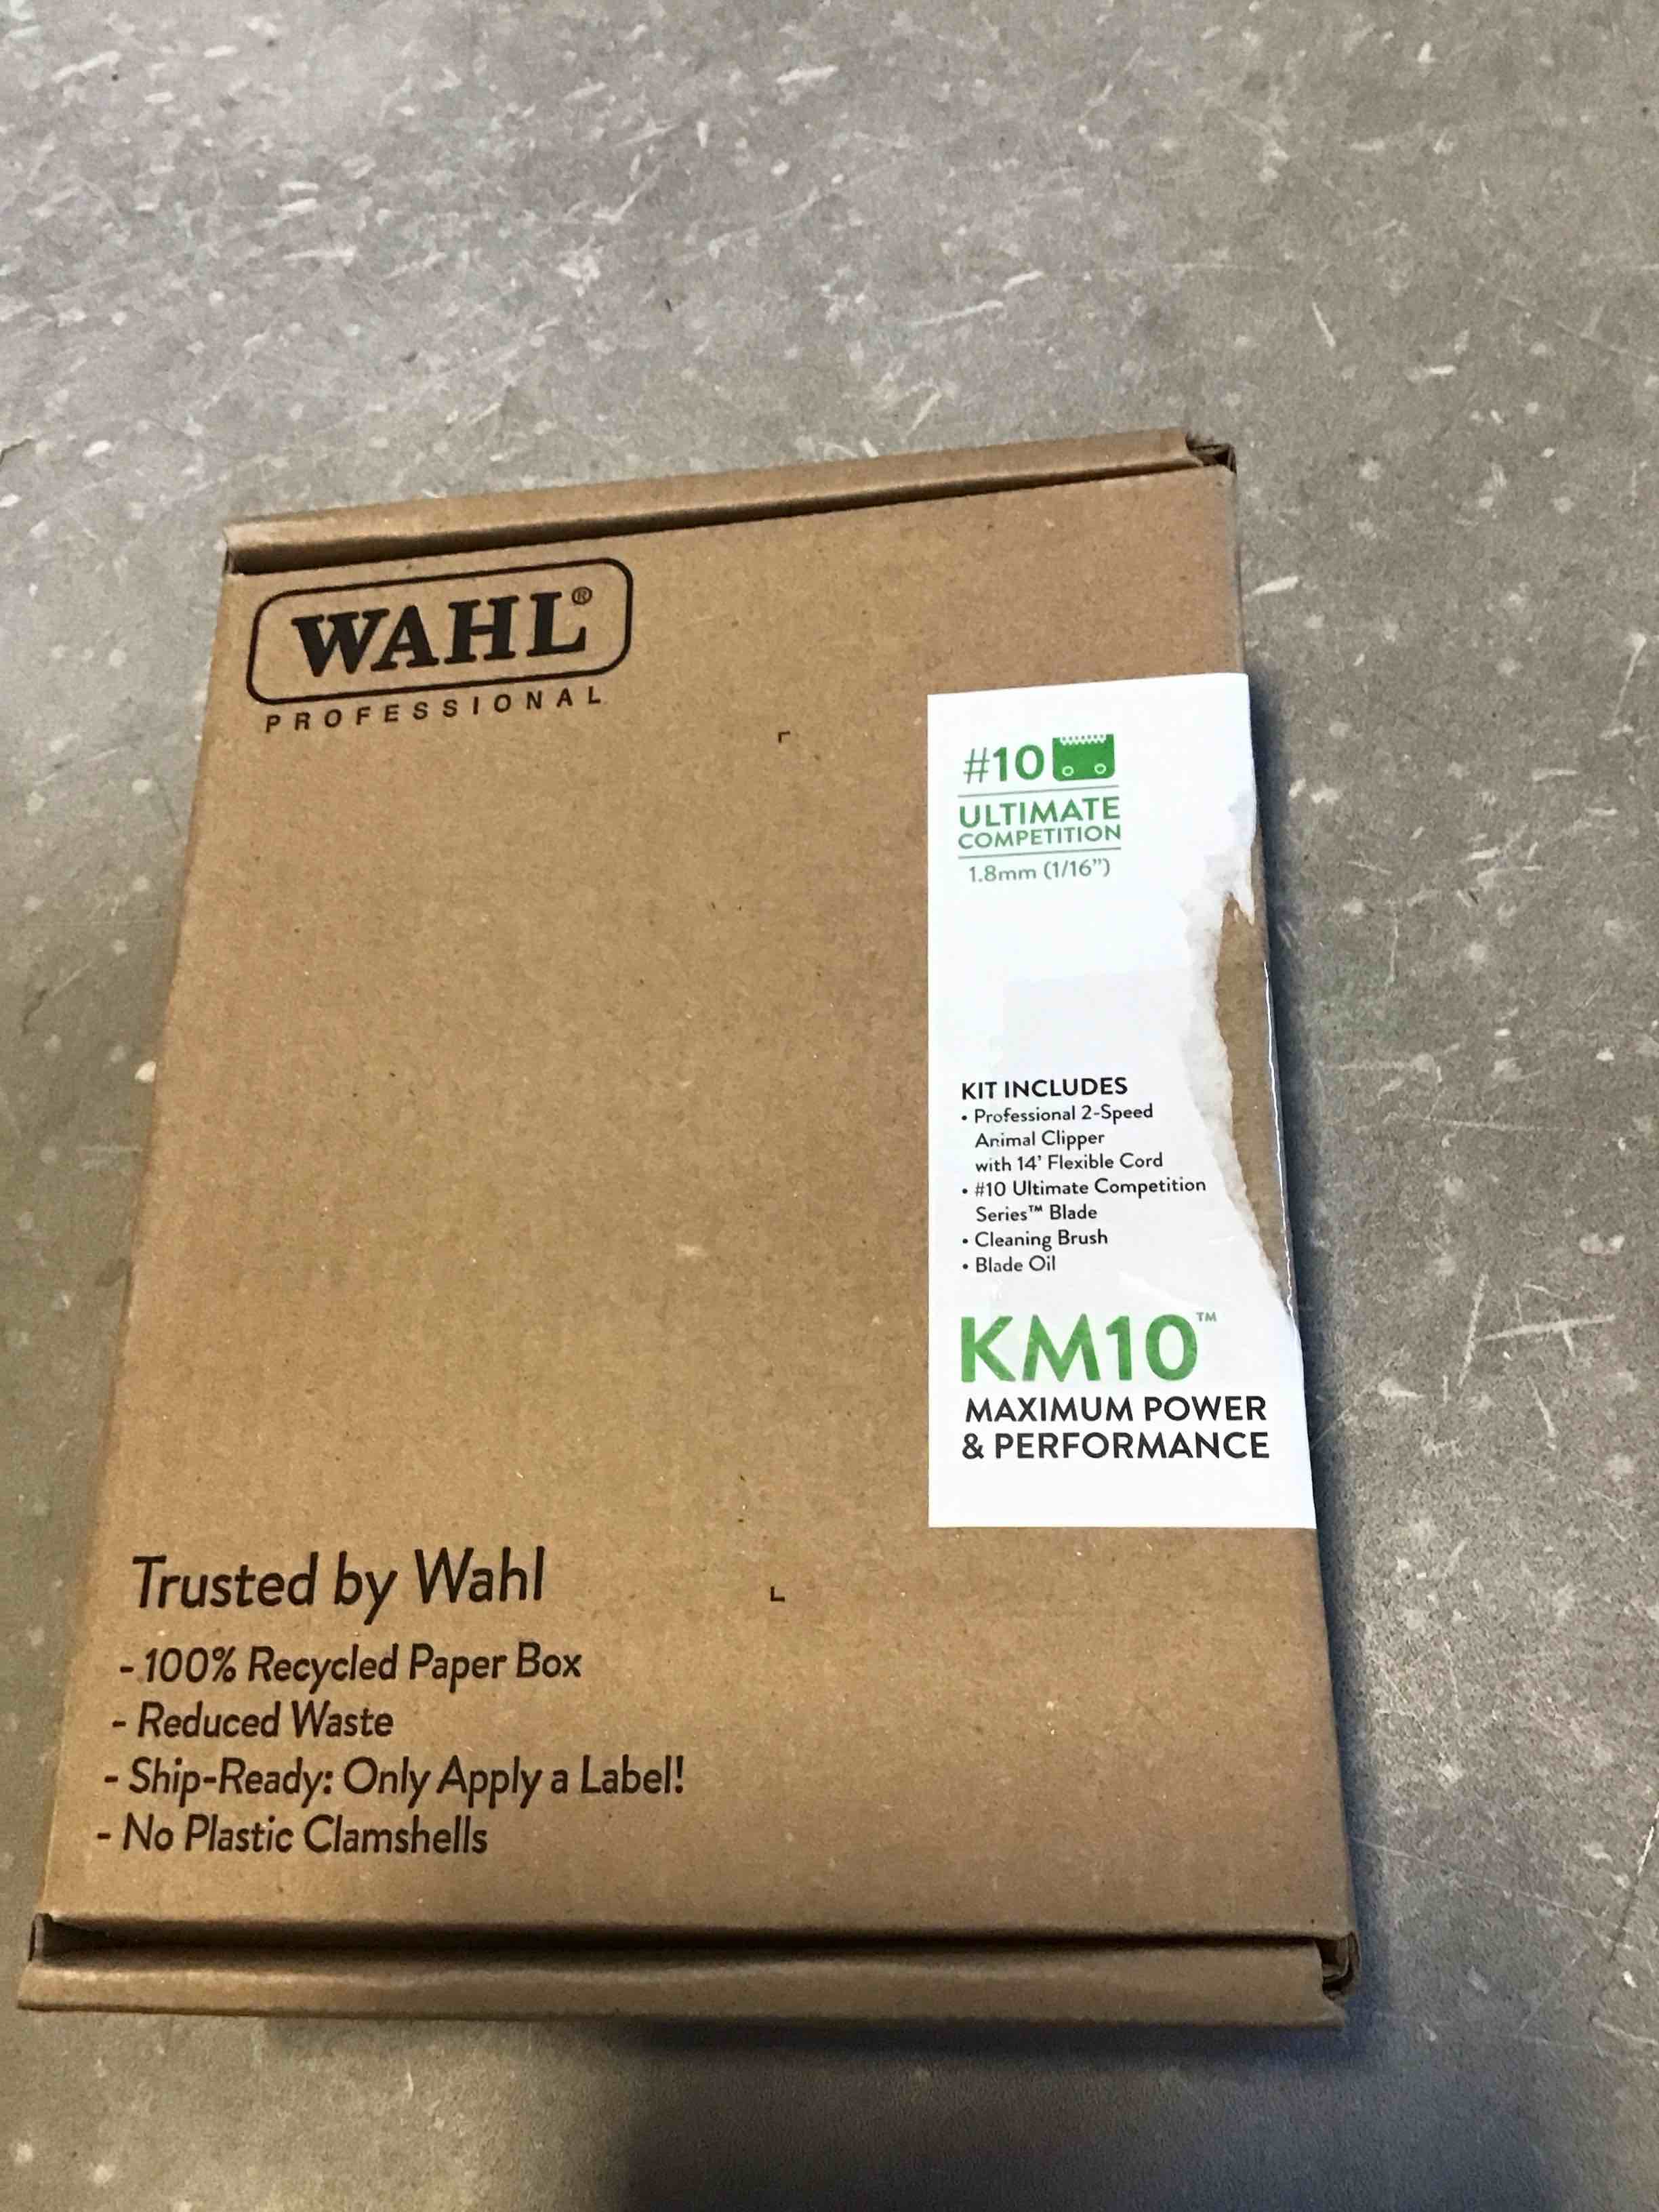 WAHL®
PROFESSIONAL
#10
ULTIMATE
COMPETITION
1.8mm (1/16")
KIT INCLUDES
• Professional 2-Speed
Animal Clipper
with 14' Flexible Cord
• #10 Ultimate Competition
Series™ Blade
• Cleaning Brush
• Blade Oil
KM10™
MAXIMUM POWER
& PERFORMANCE
Trusted by Wahl
- 100% Recycled Paper Box
- Reduced Waste
- Ship-Ready: Only Apply a Label!
- No Plastic Clamshells